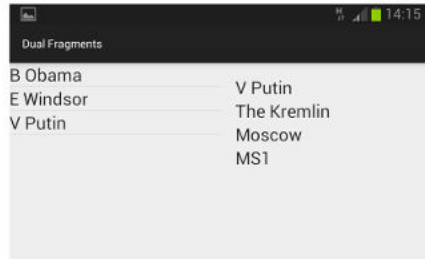 H
14:15
Dual Fragments
B Obama
E Windsor
V Putin
V Putin
The Kremlin
Moscow
MS1